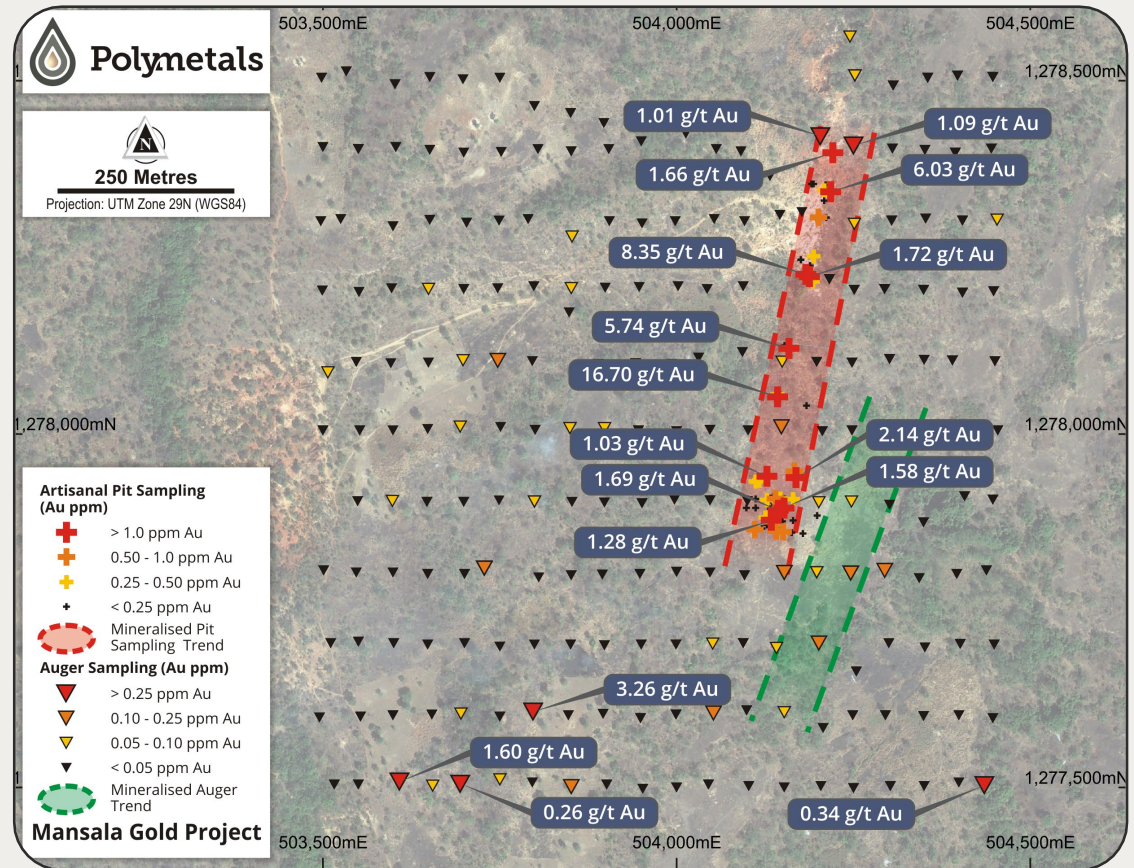 Polymetals
503,500mE
504,000mE
504,500mE
1,278,500mN
N
250 Metres
Projection: UTM Zone 29N (WGS84)
1.01 g/t Au
1.09 g/t Au
1.66 g/t Au
6.03 g/t Au
8.35 g/t Au
1.72 g/t Au
5.74 g/t Au
16.70 g/t Au
1,278,000mN
1.03 g/t Au
2.14 g/t Au
1.69 g/t Au
1.58 g/t Au
1.28 g/t Au
Artisanal Pit Sampling
(Au ppm)
> 1.0 ppm Au
0.50 - 1.0 ppm Au
0.25 - 0.50 ppm Au
< 0.25 ppm Au
Mineralised Pit
Sampling Trend
Auger Sampling (Au ppm)
> 0.25 ppm Au
0.10 - 0.25 ppm Au
0.05 - 0.10 ppm Au
< 0.05 ppm Au
Mineralised Auger
Trend
Mansala Gold Project
3.26 g/t Au
1.60 g/t Au
0.26 g/t Au
0.34 g/t Au
1,277,500mN
503,500mE
504,000mE
504,500mE